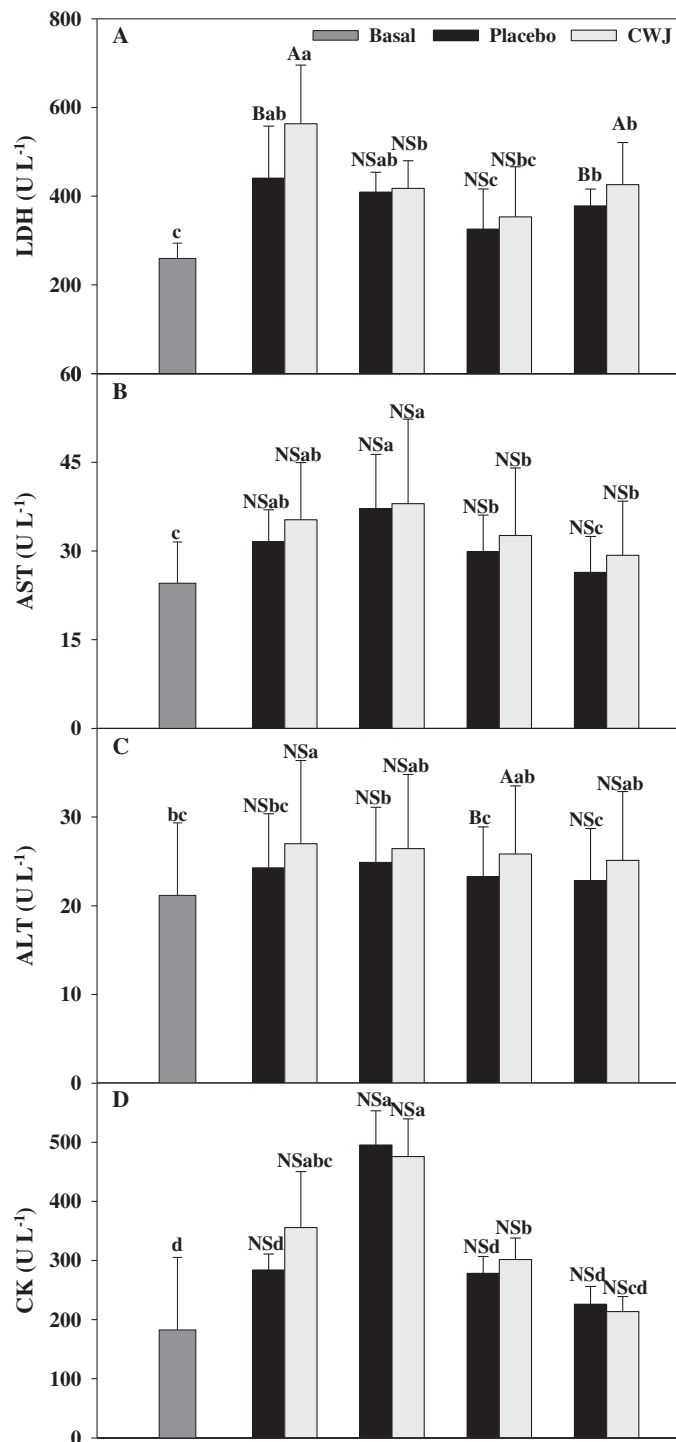 800
A
Basal
Placebo
CWJ
Aa
Bab
600
NSab
NSb
NSc
NSbc
Bb
Ab
LDH (U L-1)
400
c
200
60
B
NSa
NSa
NSab
NSab
NSb
NSb
NSb
NSc
45
AST (U L-1)
30
c
15
0
C
NSa
NSab
Aab
NSab
bc
NSbc
NSb
Bc
NSc
30
ALT (U L-1)
20
10
0
D
NSa
NSa
500
NSabc
400
CK (U L-1)
d
NSd
NSd
NSb
NSd
NScd
300
200
100
0